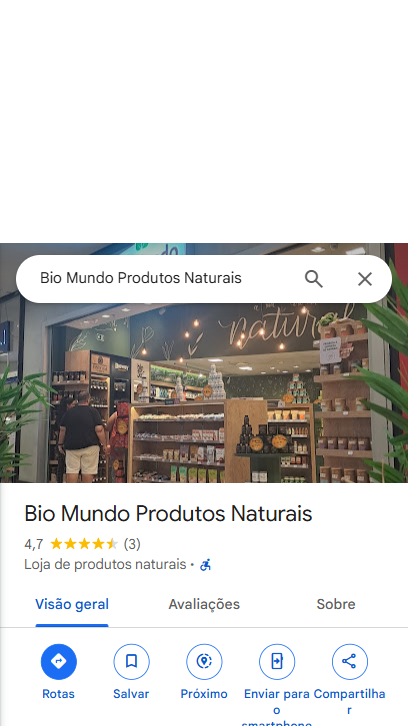 Bio Mundo Produtos Naturais
natural
Bio Mundo Produtos Naturais
4,7 (3)
Loja de produtos naturais ·
Visão geral Avaliações Sobre
Rotas Salvar Próximo Enviar para o smartphone Compartilhar